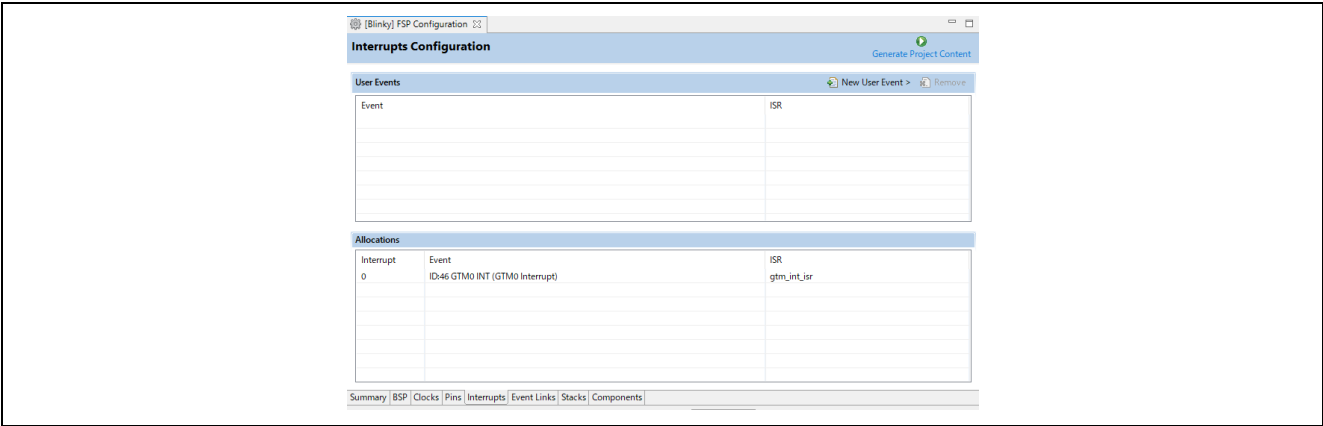 [Blinky] FSP Configuration
Interrupts Configuration
Generate Project Content
User Events New User Event > Remove
Event ISR
Allocations
Interrupt Event ISR
0 ID:46 GTM0 INT (GTM0 Interrupt) gtm_int_isr
Summary BSP Clocks Pins Interrupts Event Links Stacks Components